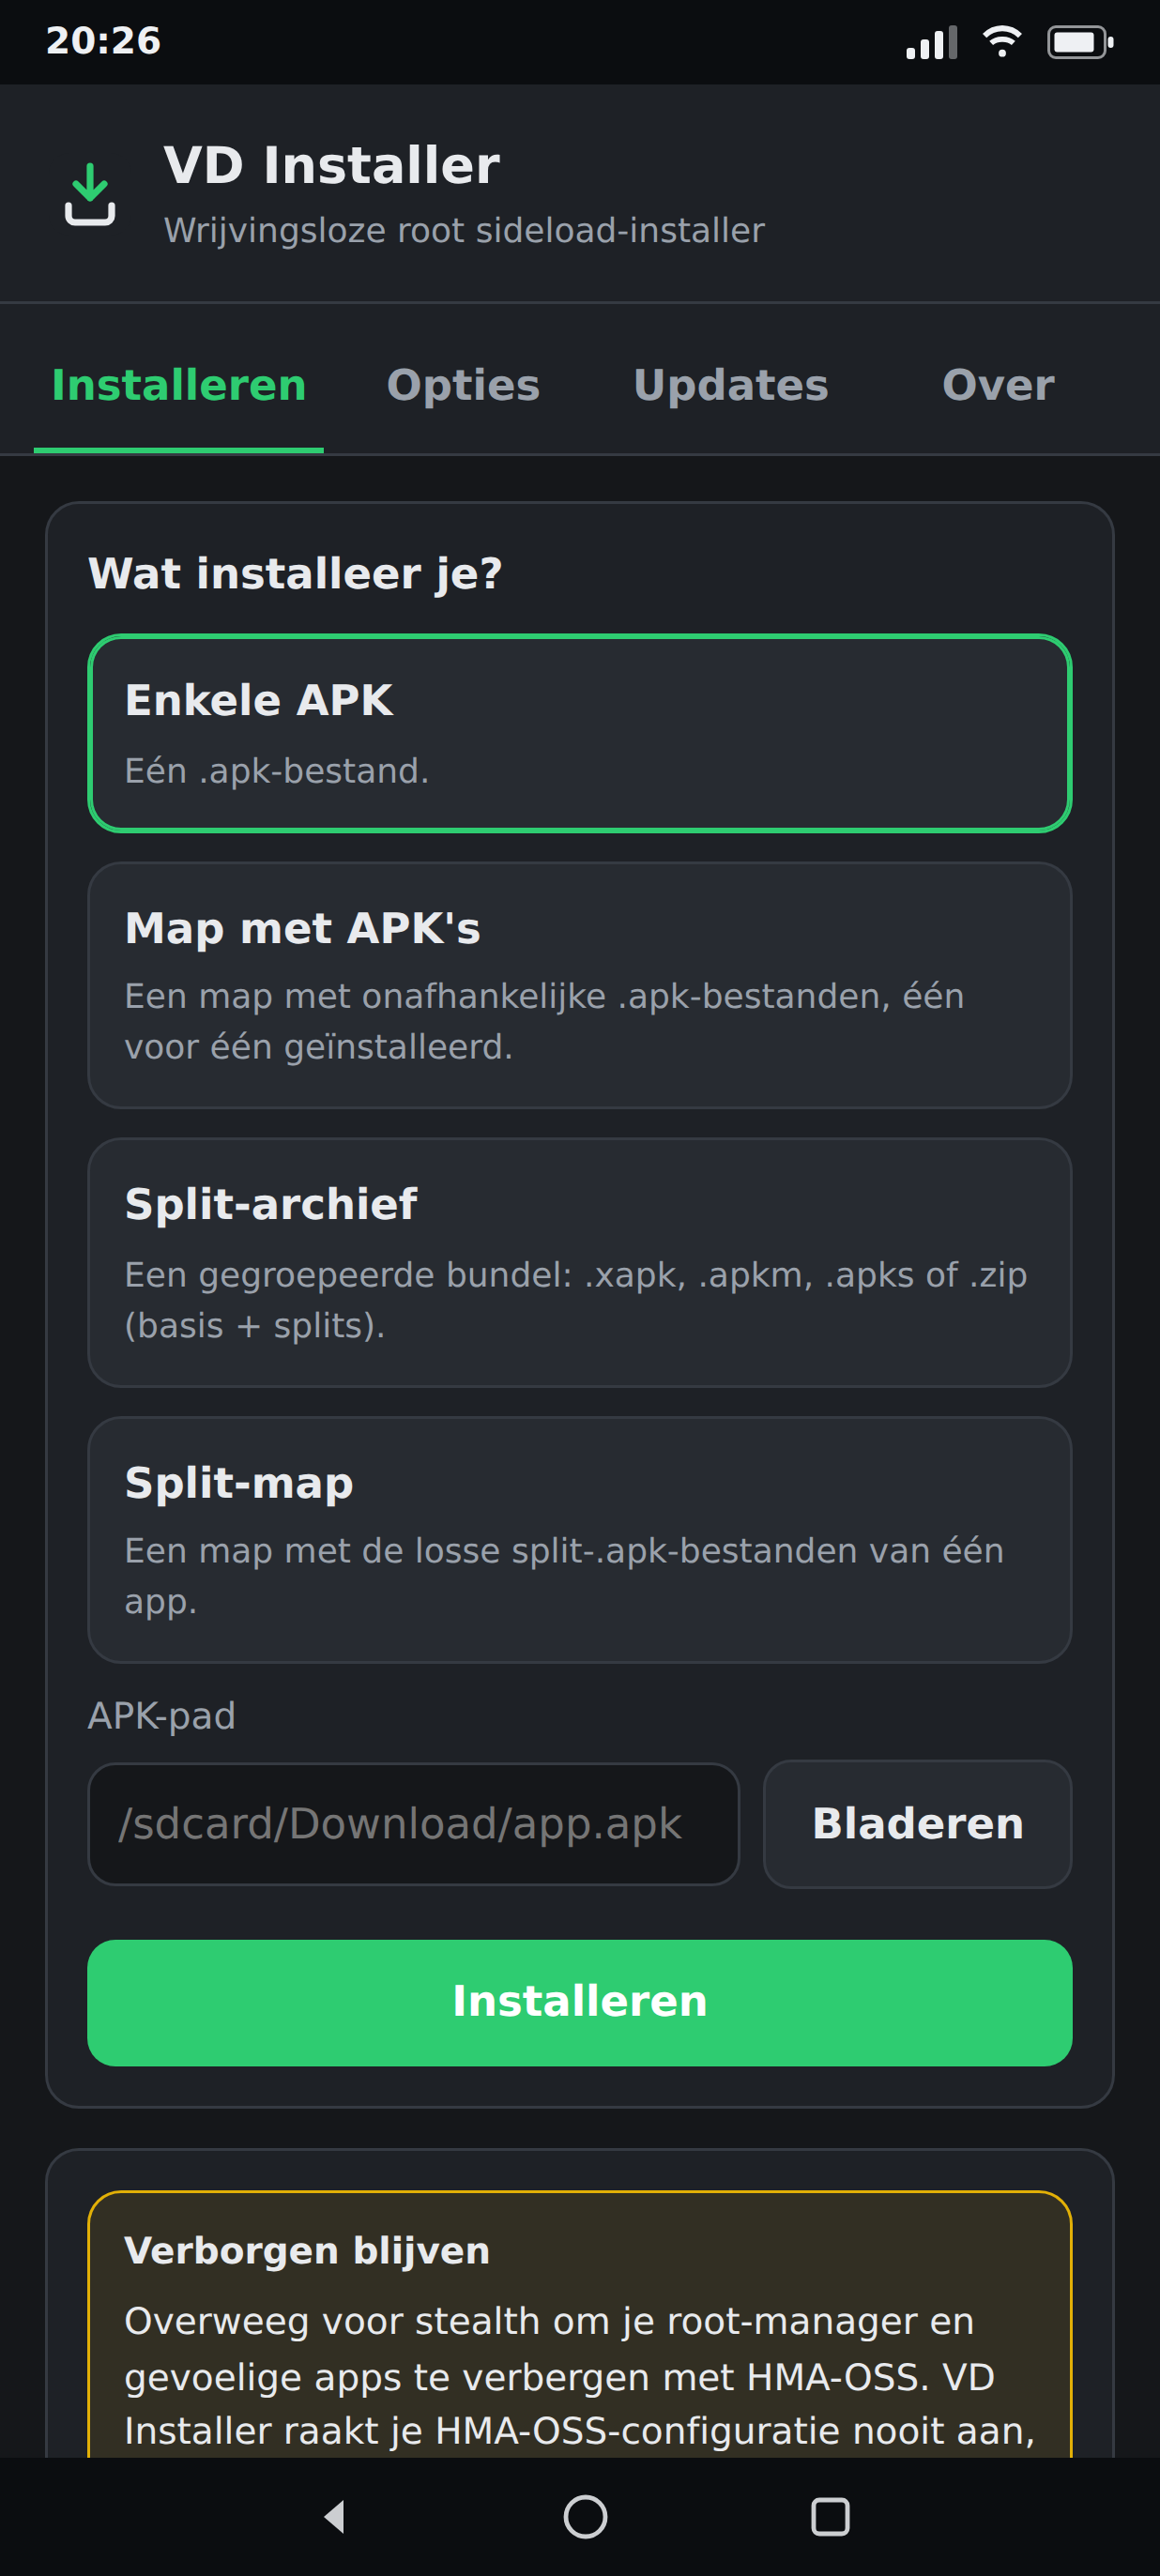 20:26
VD Installer
Wrijvingsloze root sideload-installer
Installeren
Opties
Updates
Over
Wat installeer je?
Enkele APK
Eén .apk-bestand.
Map met APK's
Een map met onafhankelijke .apk-bestanden, één
voor één geïnstalleerd.
Split-archief
Een gegroepeerde bundel: .xapk, .apkm, .apks of .zip
(basis + splits).
Split-map
Een map met de losse split-.apk-bestanden van één
app.
APK-pad
/sdcard/Download/app.apk
Bladeren
Installeren
Verborgen blijven
Overweeg voor stealth om je root-manager en
gevoelige apps te verbergen met HMA-OSS. VD
Installer raakt je HMA-OSS-configuratie nooit aan,